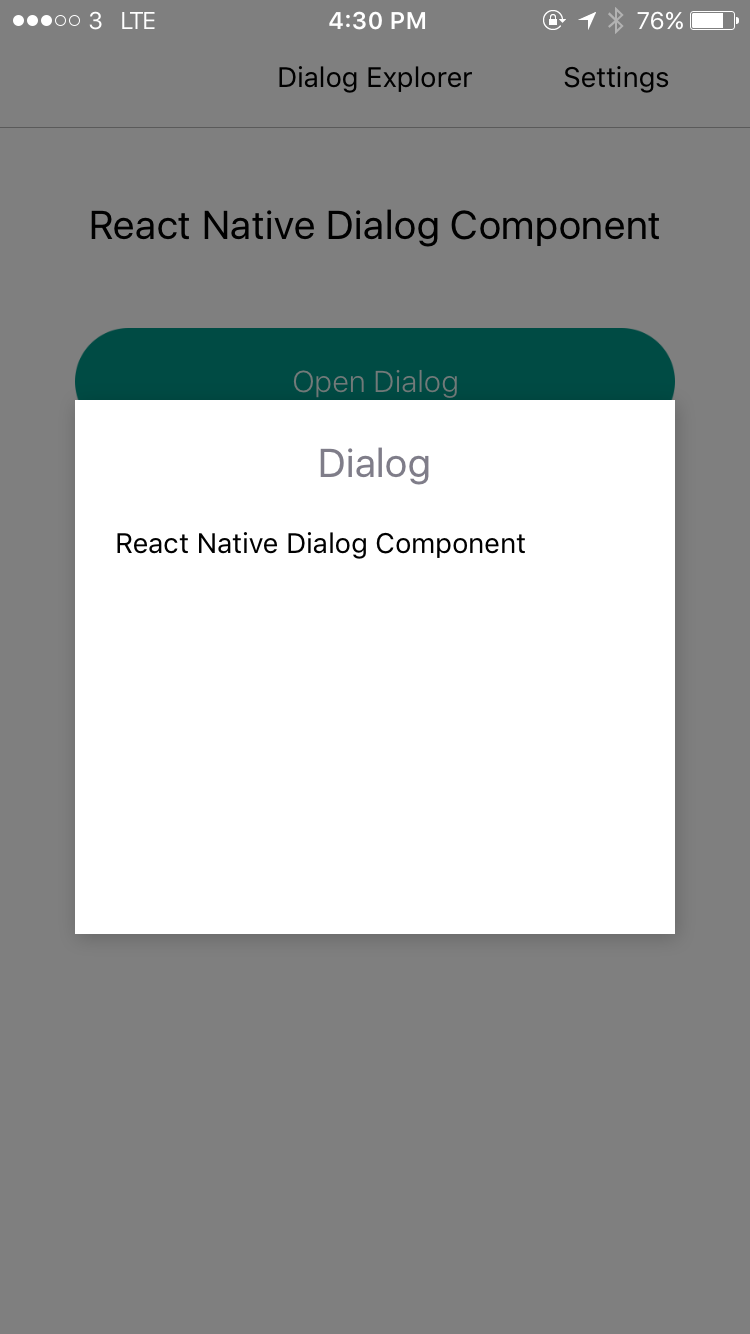 3 LTE 4:30 PM 76%
Dialog Explorer Settings
React Native Dialog Component
Open Dialog
Dialog
React Native Dialog Component